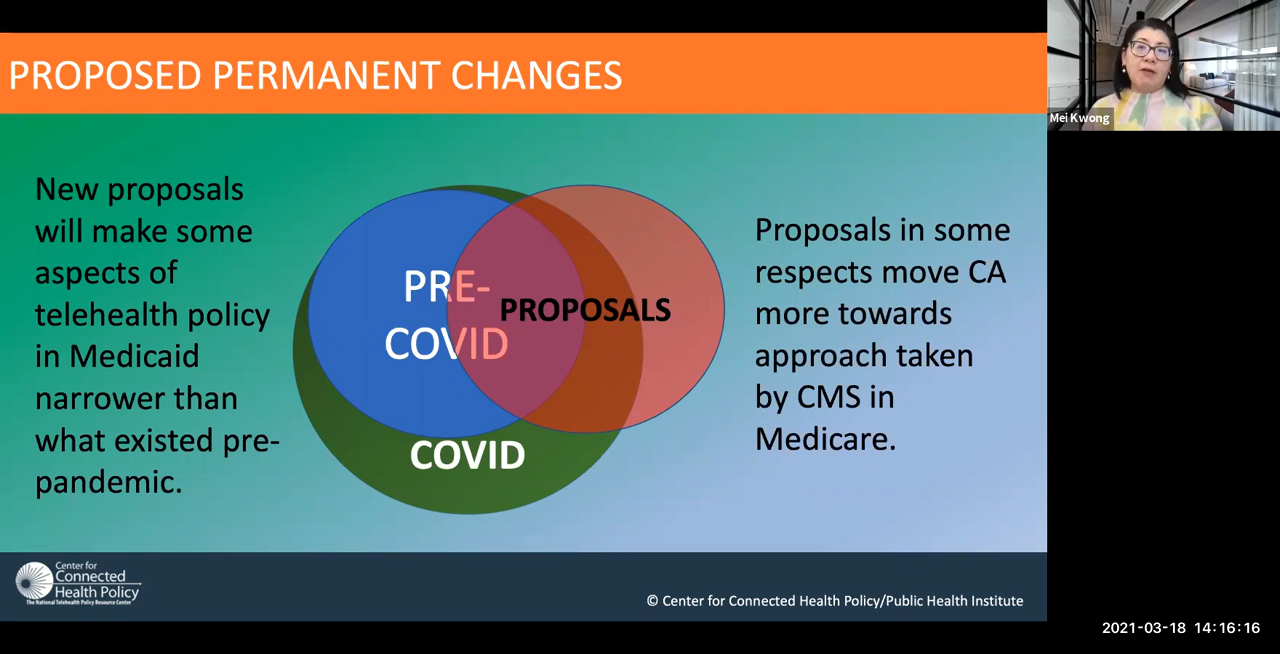 PROPOSED PERMANENT CHANGES
Mei Kwong
New proposals
will make some
aspects of
telehealth policy
in Medicaid
narrower than
what existed pre-
pandemic.
PRE-
COVID
PROPOSALS
COVID
Proposals in some
respects move CA
more towards
approach taken
by CMS in
Medicare.
Center for
Connected
Health Policy
The National Telehealth Policy Resource Center
© Center for Connected Health Policy/Public Health Institute
2021-03-18 14:16:16